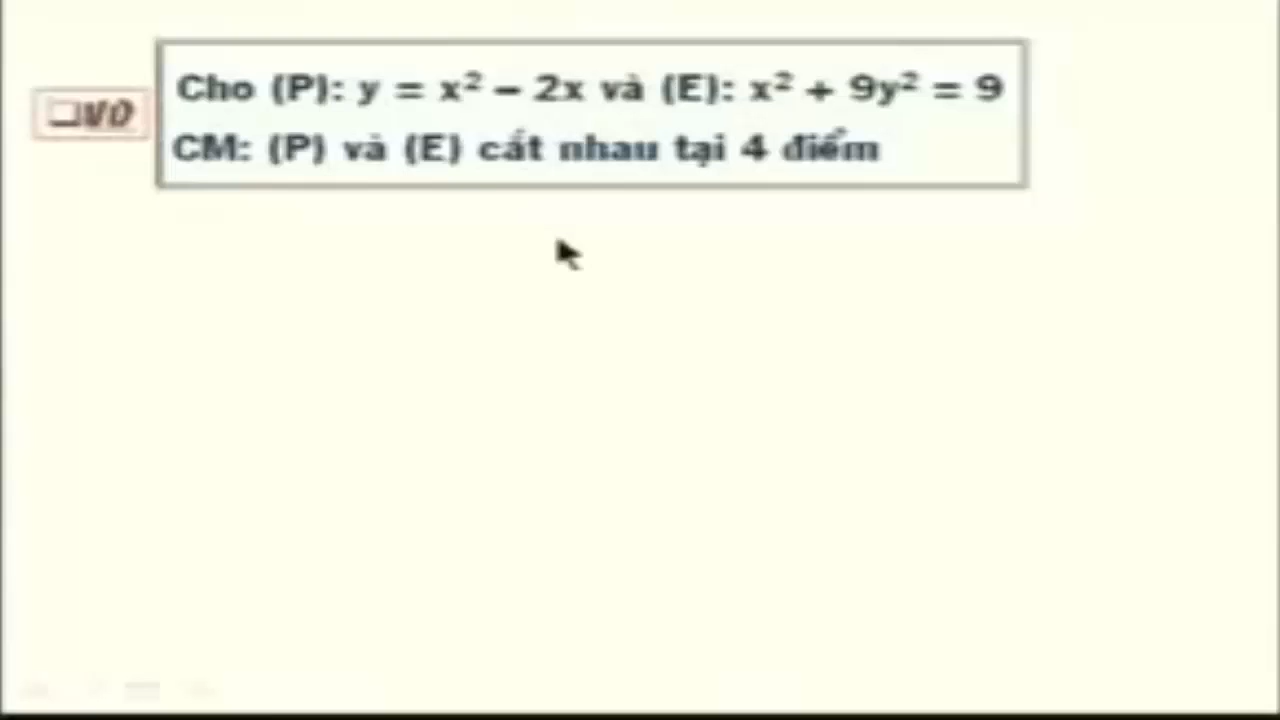 ❑VD
Cho (P): y = x² – 2x và (E): x² + 9y² = 9
CM: (P) và (E) cắt nhau tại 4 điểm